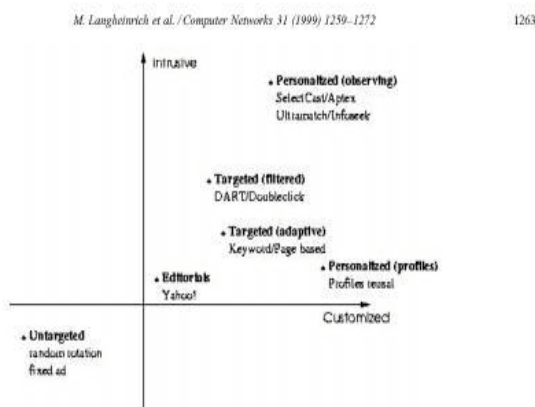 M. Langheinrich et al. / Computer Networks 31 (1999) 1259–1272
1263
Intrusive
Personalized (observing)
SelectCast/Aptex
Ultramatch/Infoseek
Targeted (filtered)
DART/Doubleclick
Targeted (adaptive)
Keyword/Page based
Personalized (profiles)
Profiles
Editorials
Yahoo!
Customized
Untargeted
random rotation
fixed ad